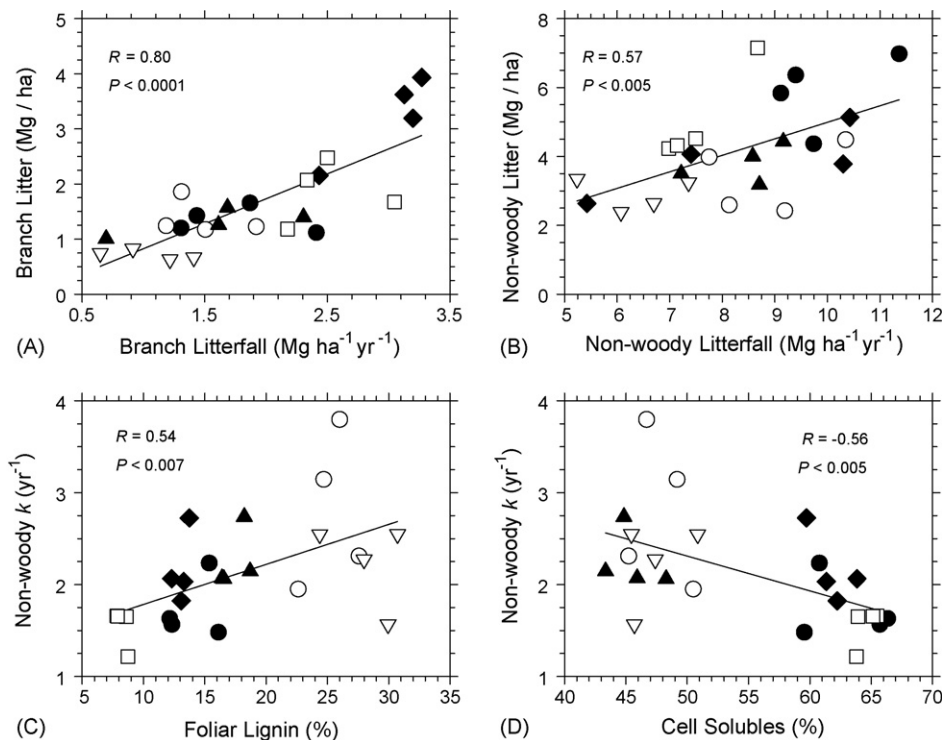 5
4
3
2
1
0
Branch Litter (Mg / ha)
R = 0.80
P < 0.0001
0.5 1.5 2.5 3.5
(A) Branch Litterfall (Mg ha⁻¹yr⁻¹)
8
6
4
2
0
Non-woody Litter (Mg / ha)
R = 0.57
P < 0.005
5 6 7 8 9 10 11 12
(B) Non-woody Litterfall (Mg ha⁻¹yr⁻¹)
4
3
2
1
Non-woody k (yr⁻¹)
R = 0.54
P < 0.007
5 10 15 20 25 30 35
(C) Foliar Lignin (%)
4
3
2
1
Non-woody k (yr⁻¹)
R = -0.56
P < 0.005
40 45 50 55 60 65 70
(D) Cell Solubles (%)